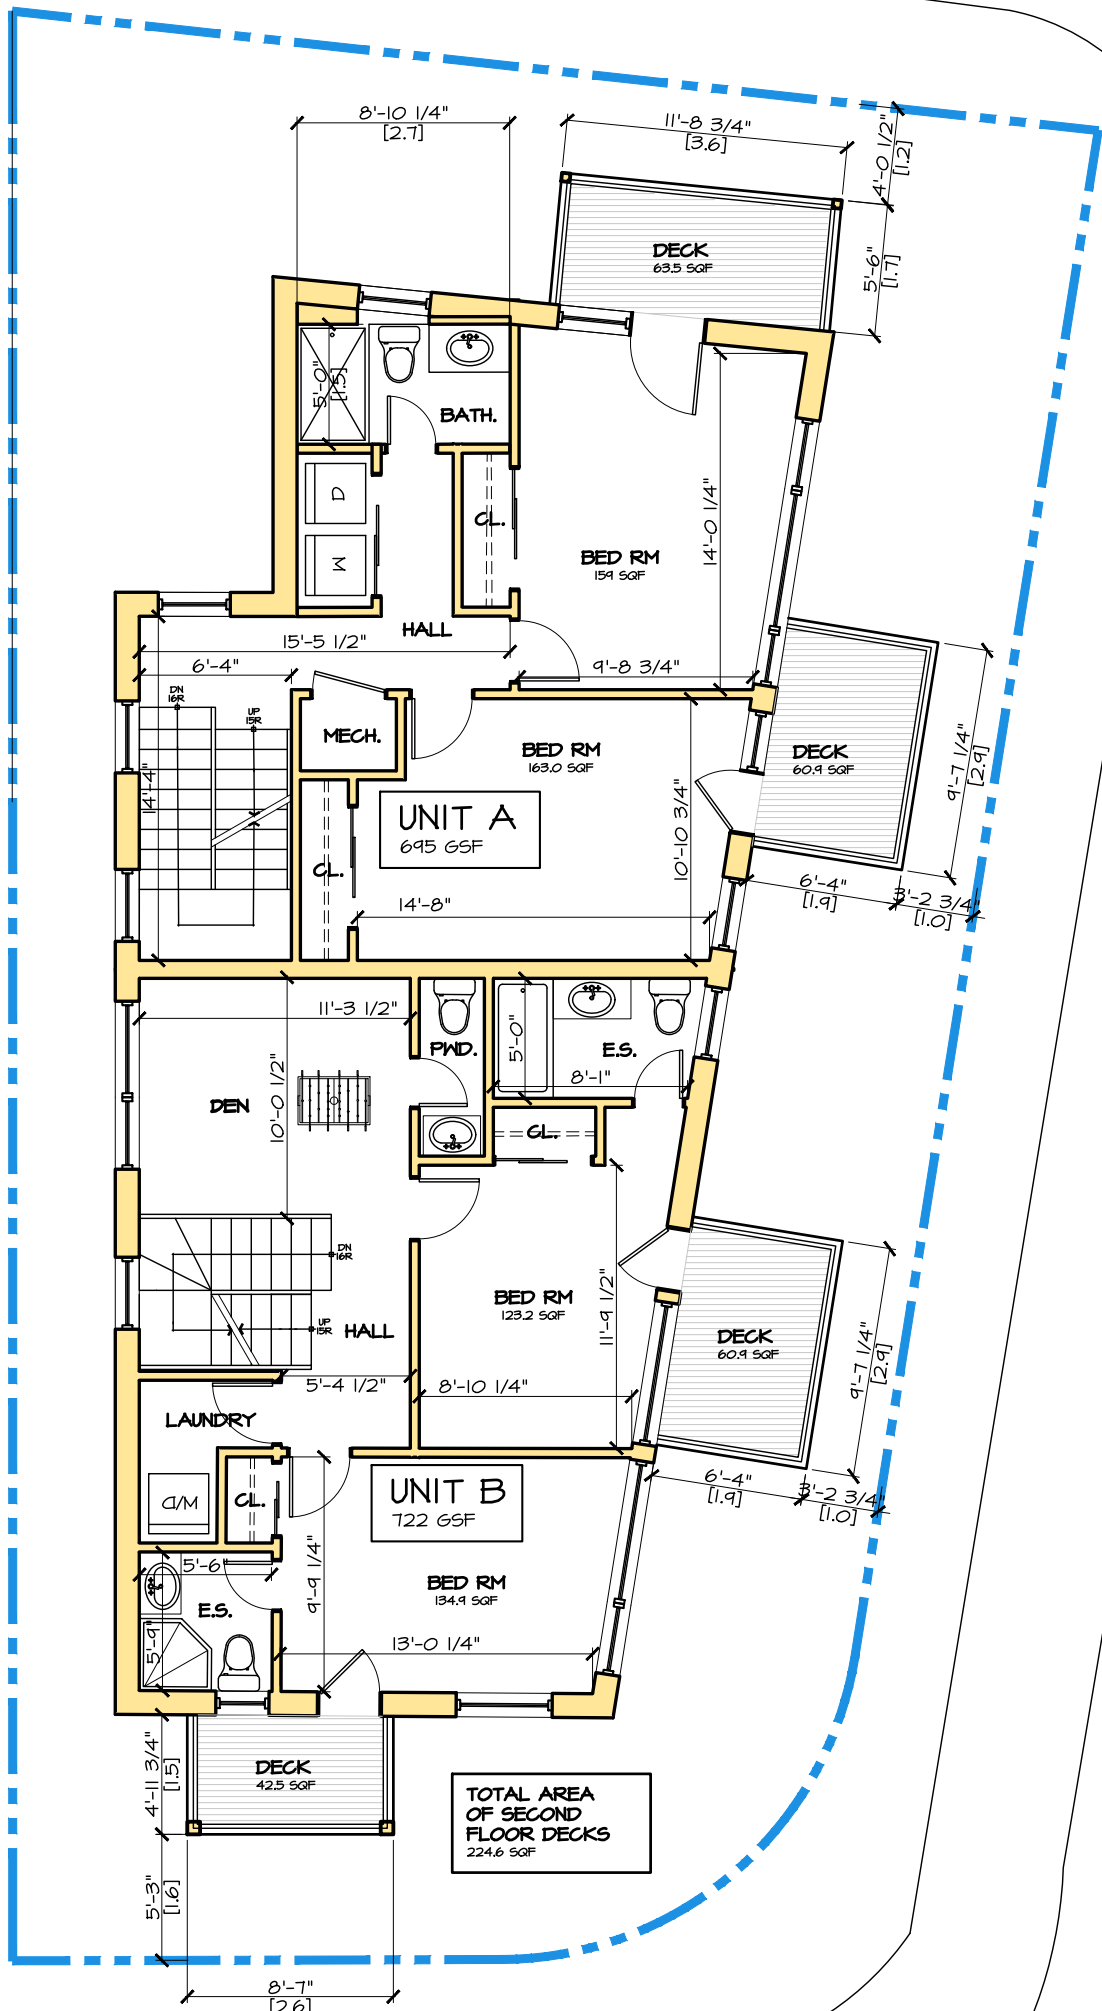 8'-10 1/4"
[2.7]
11'-8 3/4"
[3.6]
4'-0 1/2"
[1.2]
DECK
63.5 SQF
5'-6"
[1.7]
5'-0"
[1.5]
BATH.
D
M
CL.
14'-0 1/4"
BED RM
159 SQF
HALL
15'-5 1/2"
6'-4"
9'-8 3/4"
DN
16R
UP
15R
MECH.
BED RM
163.0 SQF
DECK
60.9 SQF
9'-7 1/4"
[2.9]
14'-4"
UNIT A
695 GSF
10'-10 3/4"
CL.
14'-8"
6'-4"
[1.9]
3'-2 3/4"
[1.0]
11'-3 1/2"
PWD.
5'-0"
E.S.
8'-1"
DEN
10'-0 1/2"
CL.
DN
16R
BED RM
123.2 SQF
11'-9 1/2"
UP
15R
HALL
DECK
60.9 SQF
9'-7 1/4"
[2.9]
5'-4 1/2"
8'-10 1/4"
LAUNDRY
6'-4"
[1.9]
3'-2 3/4"
[1.0]
W/D
CL.
UNIT B
722 GSF
5'-6"
9'-9 1/4"
BED RM
134.9 SQF
E.S.
5'-9"
13'-0 1/4"
4'-11 3/4"
[1.5]
DECK
42.5 SQF
TOTAL AREA
OF SECOND
FLOOR DECKS
224.6 SQF
5'-3"
[1.6]
8'-7"
[2.6]